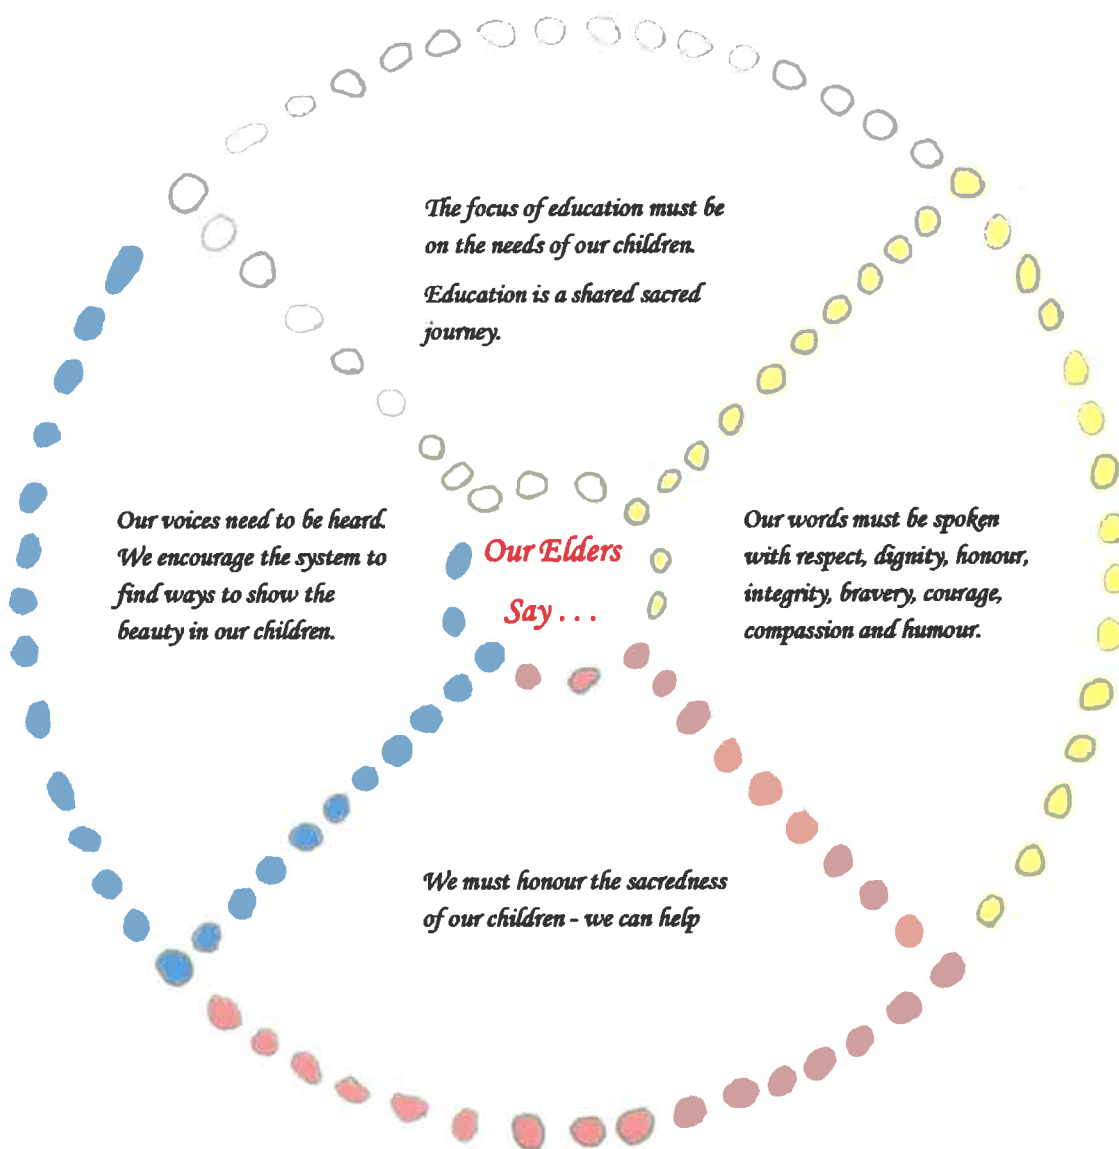 The focus of education must be
on the needs of our children.
Education is a shared sacred
journey.
Our voices need to be heard.
We encourage the system to
find ways to show the
beauty in our children.
Our Elders
Say . . .
Our words must be spoken
with respect, dignity, honour,
integrity, bravery, courage,
compassion and humour.
We must honour the sacredness
of our children - we can help